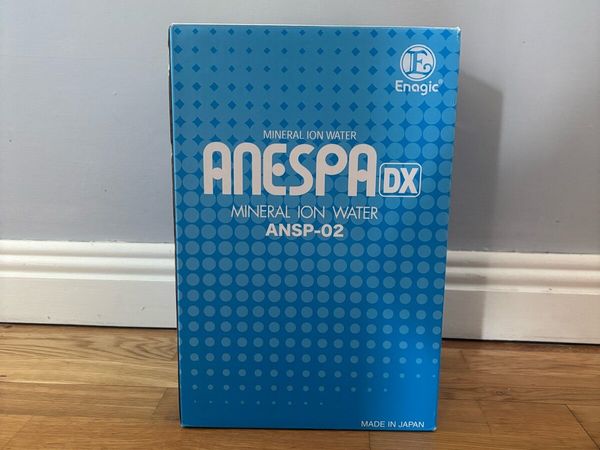 E
Enagic®
MINERAL ION WATER
ANESPA DX
MINERAL ION WATER
ANSP-02
MADE IN JAPAN